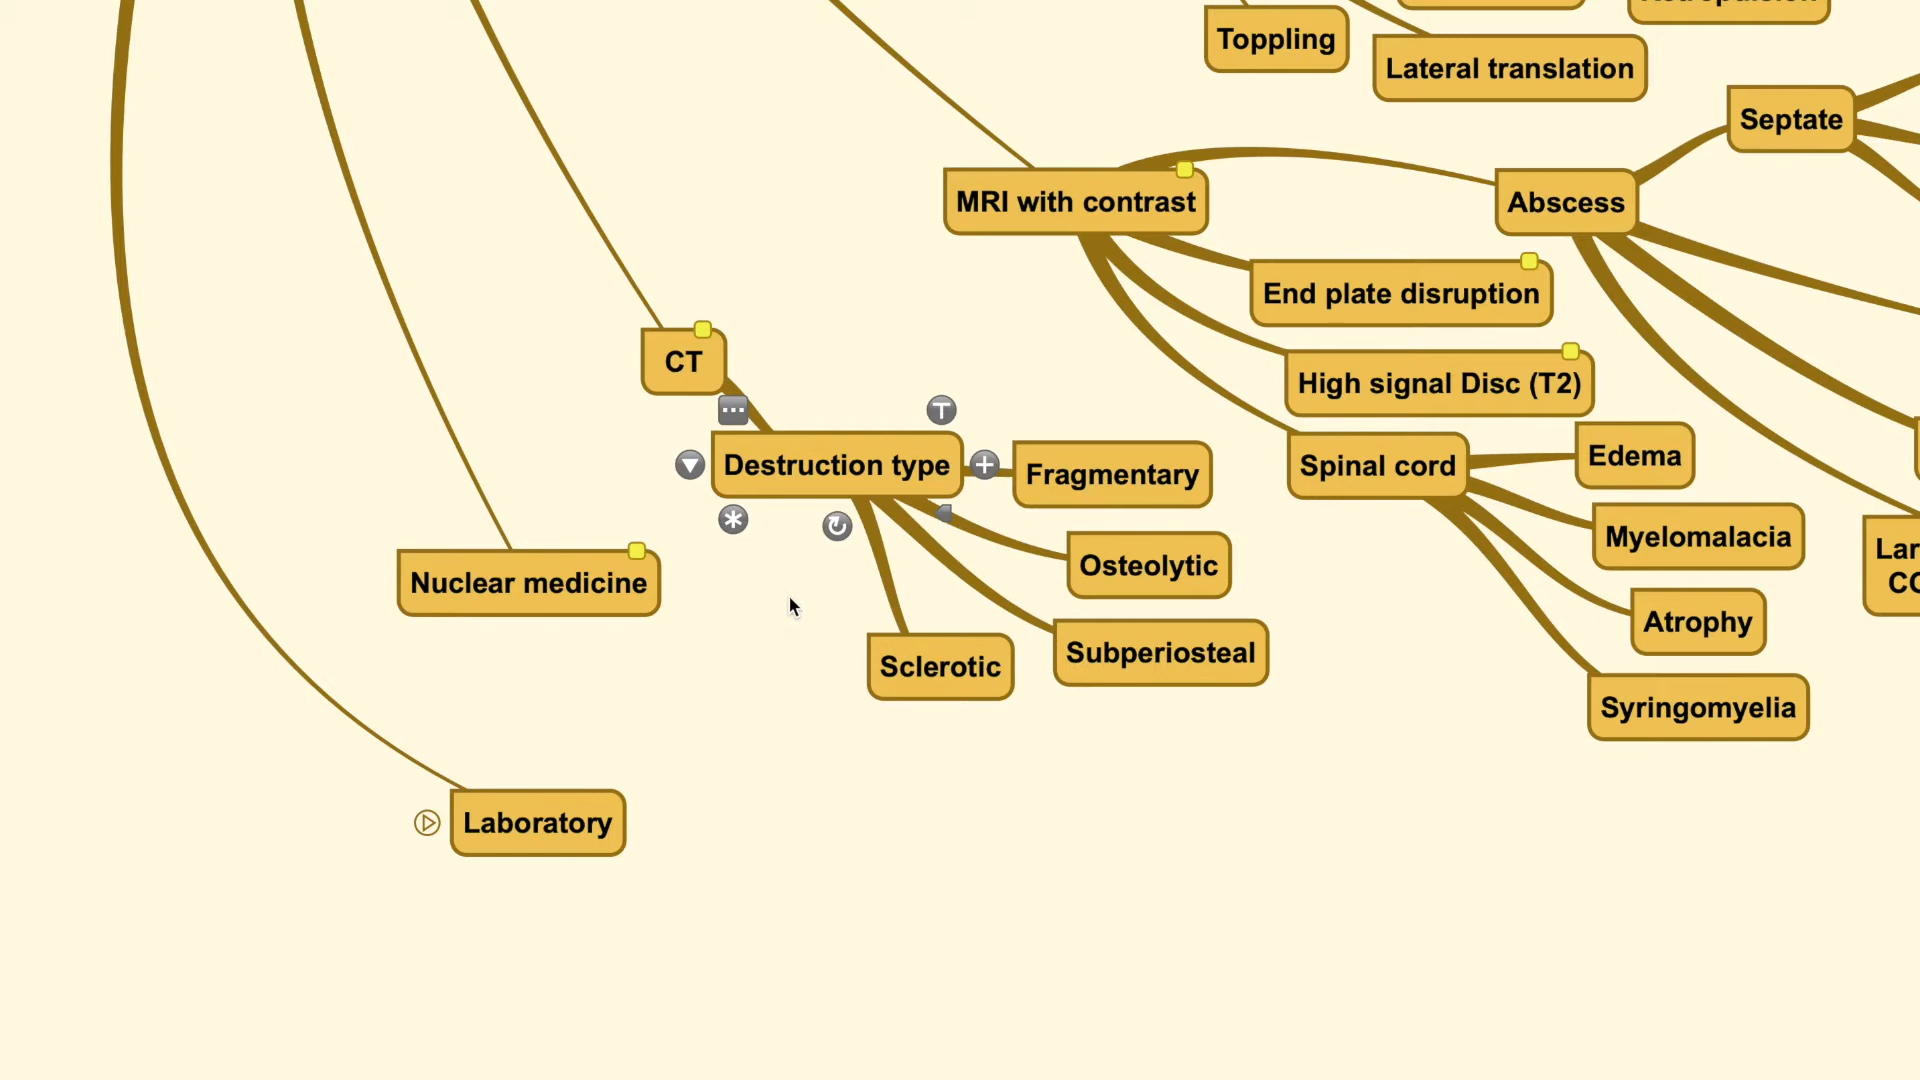 Toppling
Lateral translation
Septate
MRI with contrast
Abscess
End plate disruption
CT
High signal Disc (T2)
Destruction type
Fragmentary
Spinal cord
Edema
Myelomalacia
Osteolytic
Nuclear medicine
Atrophy
Subperiosteal
Sclerotic
Syringomyelia
Laboratory